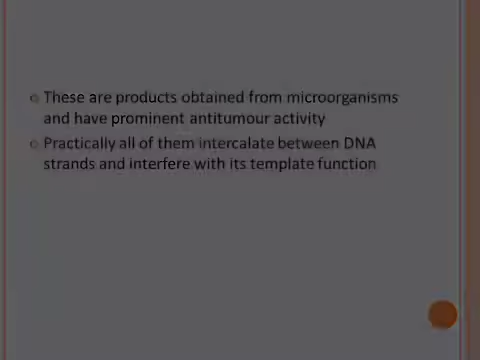 These are products obtained from microorganisms
and have prominent antitumour activity
Practically all of them intercalate between DNA
strands and interfere with its template function